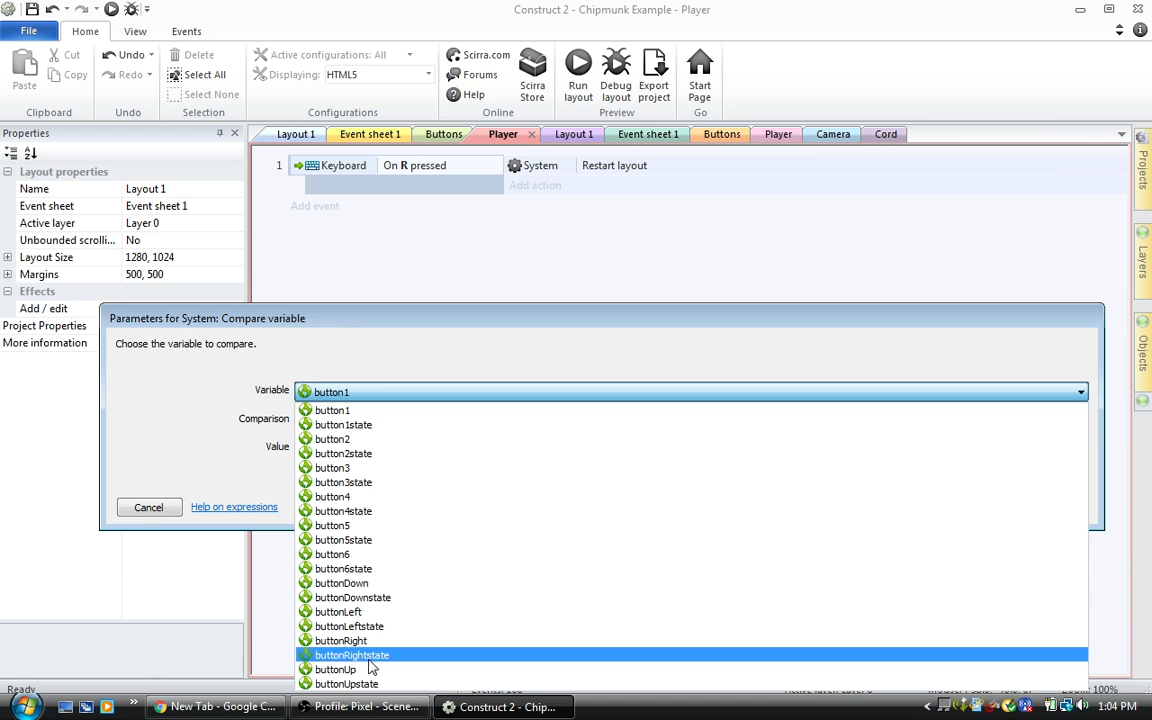 Construct 2 - Chipmunk Example - Player
File Home View Events
Paste
Cut
Copy
Clipboard
Undo
Redo
Undo
Delete
Select All
Select None
Selection
Active configurations: All
Displaying: HTML5
Configurations
Scirra.com
Forums
Help
Scirra Store
Online
Run layout
Debug layout
Export project
Preview
Start Page
Go
Properties
Layout 1 Event sheet 1 Buttons Player Layout 1 Event sheet 1 Buttons Player Camera Cord
Layout properties
Name Layout 1
Event sheet Event sheet 1
Active layer Layer 0
Unbounded scrolli... No
Layout Size 1280, 1024
Margins 500, 500
Effects
Add / edit
Project Properties
More information
1 Keyboard On R pressed System Restart layout
Add action
Add event
Projects
Layers
Objects
Parameters for System: Compare variable
Choose the variable to compare.
Variable button1
Comparison
Value
Cancel Help on expressions
button1
button1state
button2
button2state
button3
button3state
button4
button4state
button5
button5state
button6
button6state
buttonDown
buttonDownstate
buttonLeft
buttonLeftstate
buttonRight
buttonRightstate
buttonUp
buttonUpstate
Ready
100%
New Tab - Google C... Profile: Pixel - Scene... Construct 2 - Chip... 1:04 PM